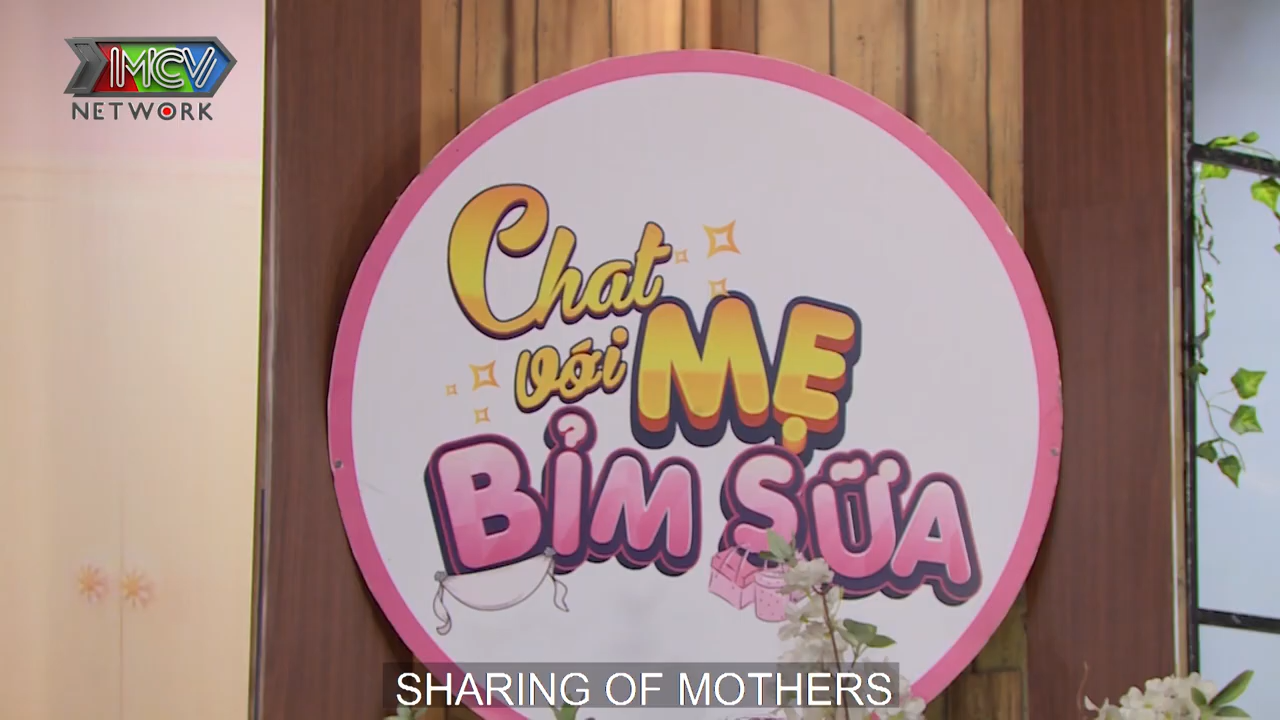 MCV
NETWORK
Chat
với MẸ
BỈM SỮA
SHARING OF MOTHERS